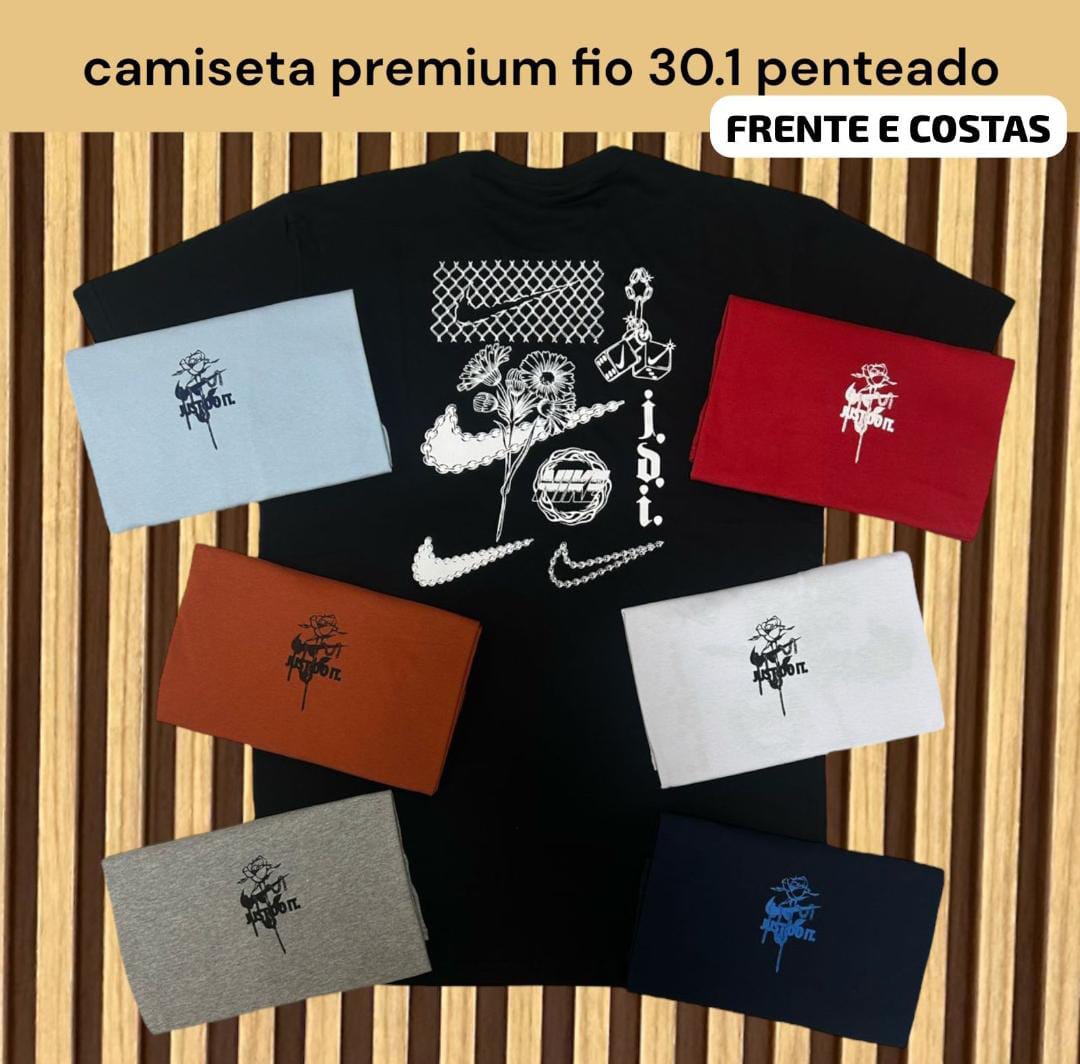 camiseta premium fio 30.1 penteado
FRENTE E COSTAS
j.
d.
i.
NIKE
JUST DO IT.
JUST DO IT.
JUST DO IT.
JUST DO IT.
JUST DO IT.
JUST DO IT.